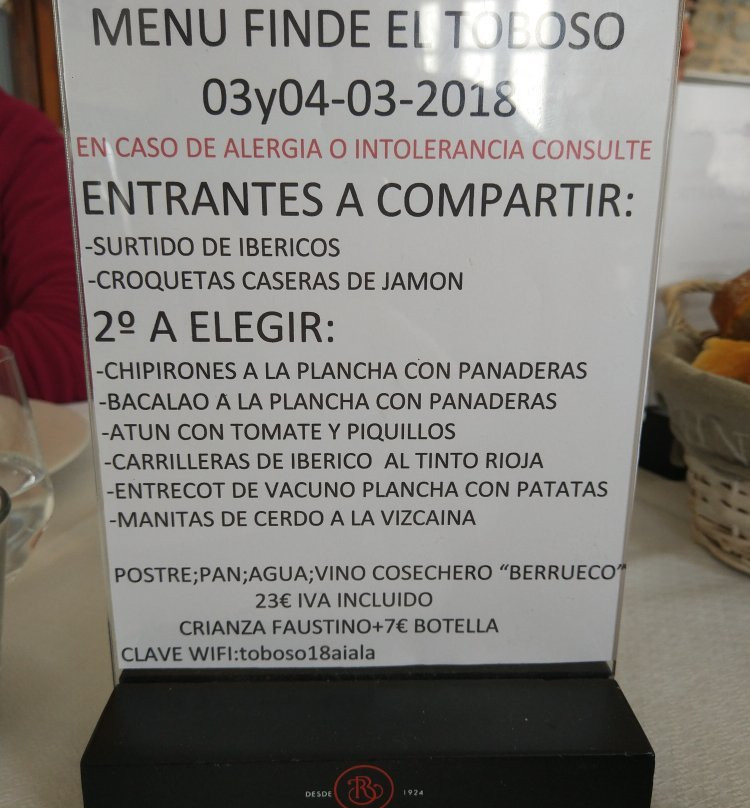 MENU FINDE EL TOBOSO
03y04-03-2018
EN CASO DE ALERGIA O INTOLERANCIA CONSULTE
ENTRANTES A COMPARTIR:
-SURTIDO DE IBERICOS
-CROQUETAS CASERAS DE JAMON
2º A ELEGIR:
-CHIPIRONES A LA PLANCHA CON PANADERAS
-BACALAO A LA PLANCHA CON PANADERAS
-ATUN CON TOMATE Y PIQUILLOS
-CARRILLERAS DE IBERICO AL TINTO RIOJA
-ENTRECOT DE VACUNO PLANCHA CON PATATAS
-MANITAS DE CERDO A LA VIZCAINA
POSTRE;PAN;AGUA;VINO COSECHERO “BERRUECO”
23€ IVA INCLUIDO
CRIANZA FAUSTINO+7€ BOTELLA
CLAVE WIFI:toboso18aiala
DESDE 1924